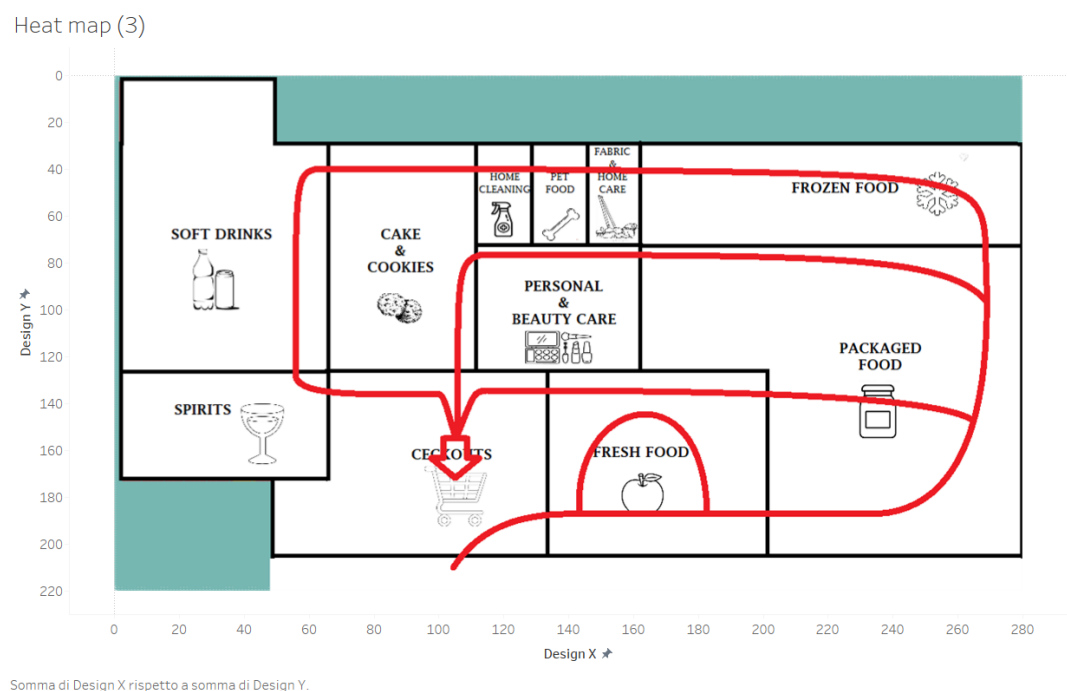 Heat map (3)
0
20
40
60
80
100
120
140
160
180
200
220
Design Y
SOFT DRINKS
CAKE
&
COOKIES
HOME
CLEANING
PET
FOOD
FABRIC
&
HOME
CARE
FROZEN FOOD
PERSONAL
&
BEAUTY CARE
PACKAGED
FOOD
SPIRITS
CECKOUTS
FRESH FOOD
0
20
40
60
80
100
120
140
160
180
200
220
240
260
280
Design X
Somma di Design X rispetto a somma di Design Y.